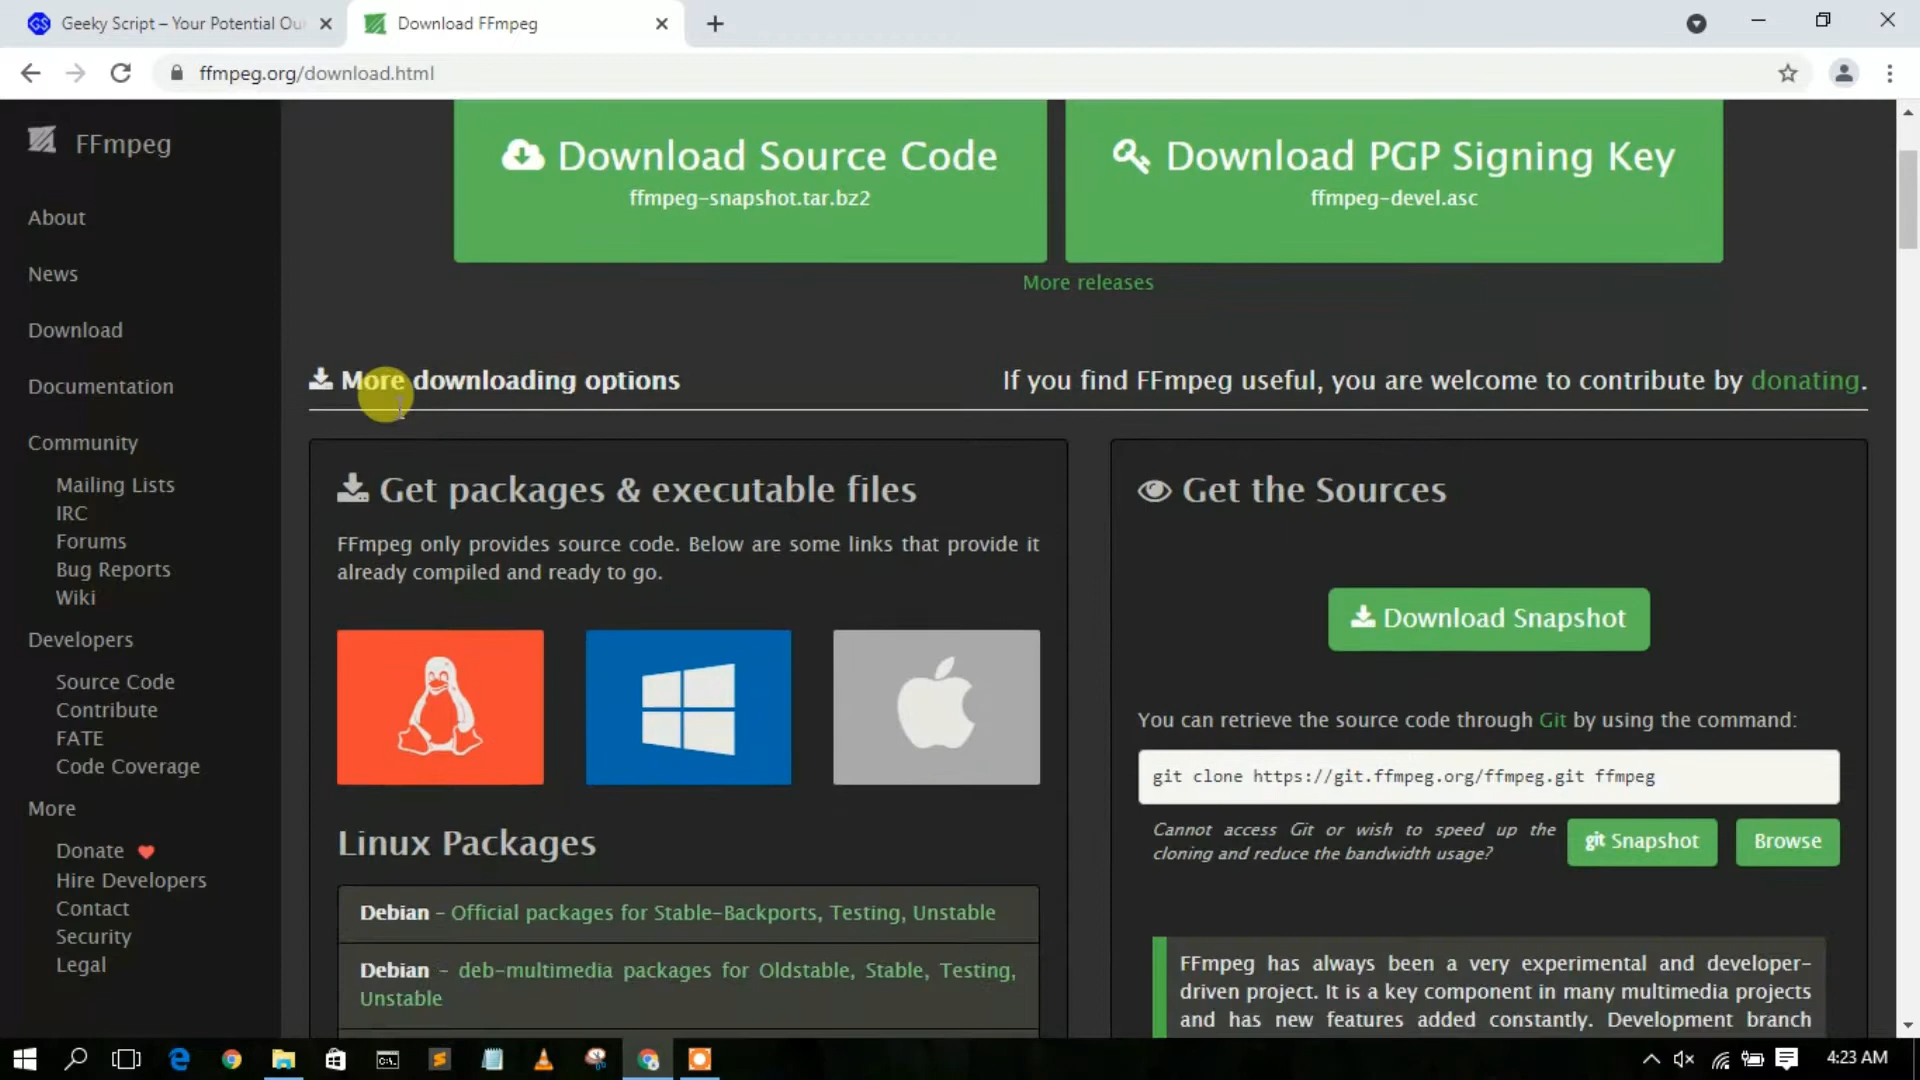 Geeky Script – Your Potential Ou
Download FFmpeg
ffmpeg.org/download.html
FFmpeg
About
News
Download
Documentation
Community
Mailing Lists
IRC
Forums
Bug Reports
Wiki
Developers
Source Code
Contribute
FATE
Code Coverage
More
Donate
Hire Developers
Contact
Security
Legal
Download Source Code
ffmpeg-snapshot.tar.bz2
Download PGP Signing Key
ffmpeg-devel.asc
More releases
More downloading options
If you find FFmpeg useful, you are welcome to contribute by donating.
Get packages & executable files
FFmpeg only provides source code. Below are some links that provide it
already compiled and ready to go.
Linux Packages
Debian – Official packages for Stable-Backports, Testing, Unstable
Debian – deb-multimedia packages for Oldstable, Stable, Testing,
Unstable
Get the Sources
Download Snapshot
You can retrieve the source code through Git by using the command:
git clone https://git.ffmpeg.org/ffmpeg.git ffmpeg
Cannot access Git or wish to speed up the
cloning and reduce the bandwidth usage?
git Snapshot
Browse
FFmpeg has always been a very experimental and developer-
driven project. It is a key component in many multimedia projects
and has new features added constantly. Development branch
4:23 AM